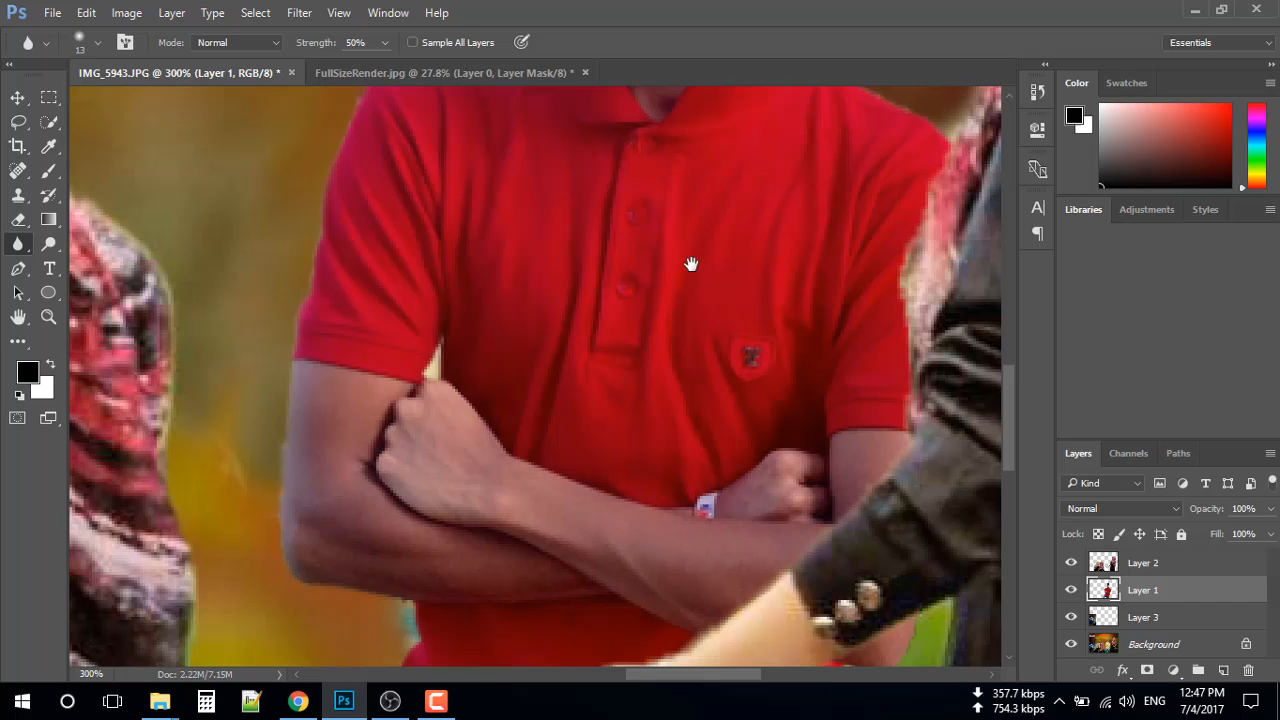 Ps File Edit Image Layer Type Select Filter 3D View Window Help
13 Mode: Normal Strength: 50% Sample All Layers Essentials
IMG_5943.JPG @ 300% (Layer 1, RGB/8) * × FullSizeRender.jpg @ 27.8% (Layer 0, Layer Mask/8) * ×
Color Swatches
Libraries Adjustments Styles
Layers Channels Paths
Kind
Normal Opacity: 100%
Lock: Fill: 100%
Layer 2
Layer 1
Layer 3
Background
300% Doc: 2.22M/7.15M
Ps 357.7 kbps 754.3 kbps ENG 12:47 PM 7/4/2017